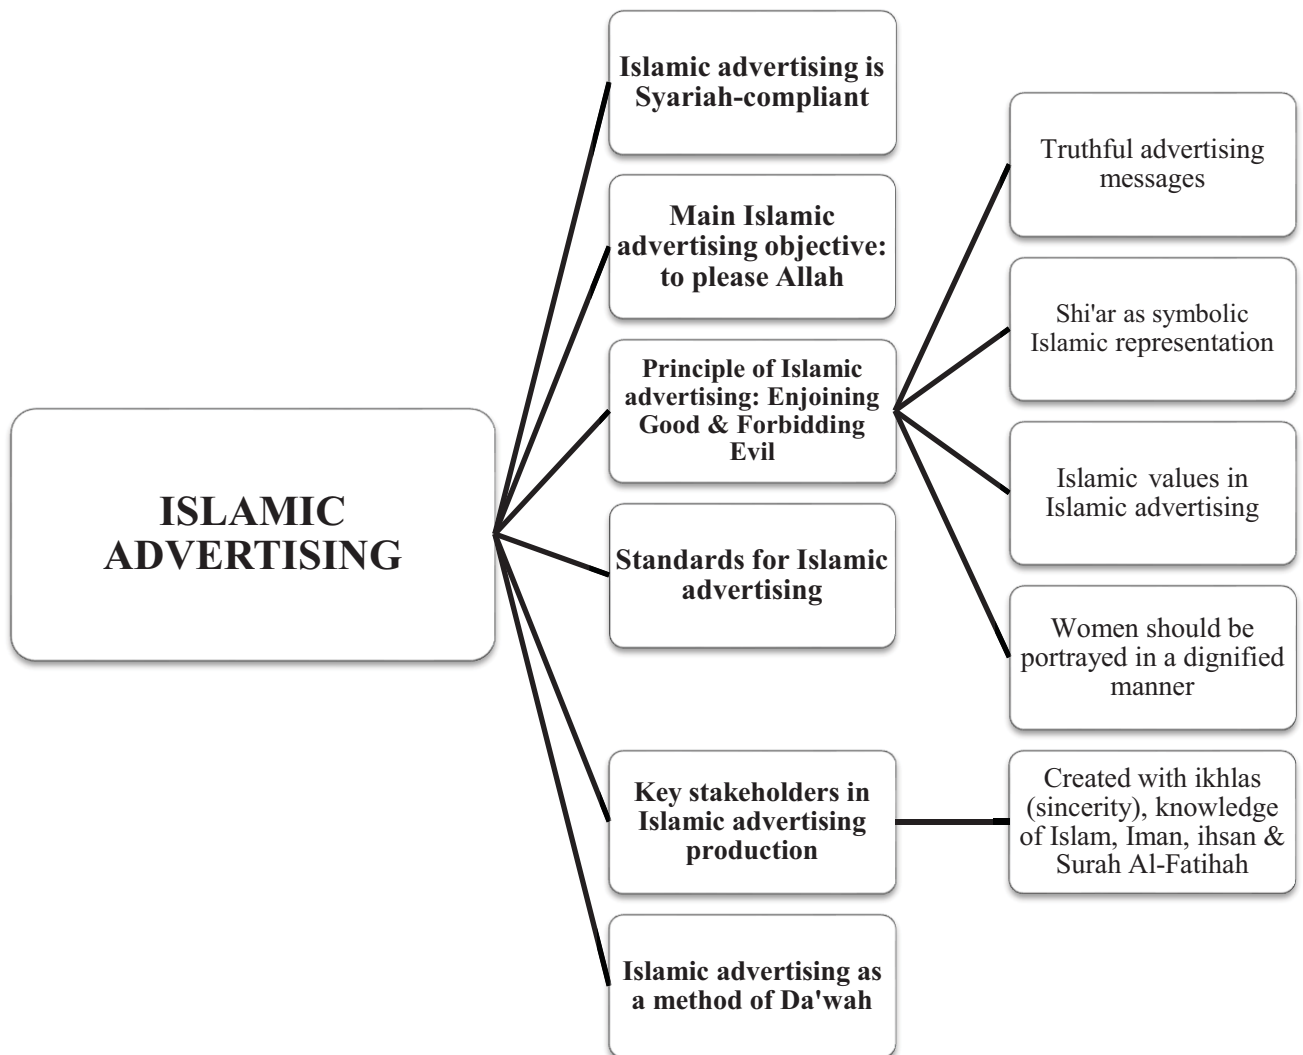 ISLAMIC
ADVERTISING
Islamic advertising is
Syariah-compliant
Main Islamic
advertising objective:
to please Allah
Principle of Islamic
advertising: Enjoining
Good & Forbidding
Evil
Truthful advertising
messages
Shi'ar as symbolic
Islamic representation
Islamic values in
Islamic advertising
Women should be
portrayed in a dignified
manner
Standards for Islamic
advertising
Key stakeholders in
Islamic advertising
production
Created with ikhlas
(sincerity), knowledge
of Islam, Iman, ihsan &
Surah Al-Fatihah
Islamic advertising as
a method of Da'wah